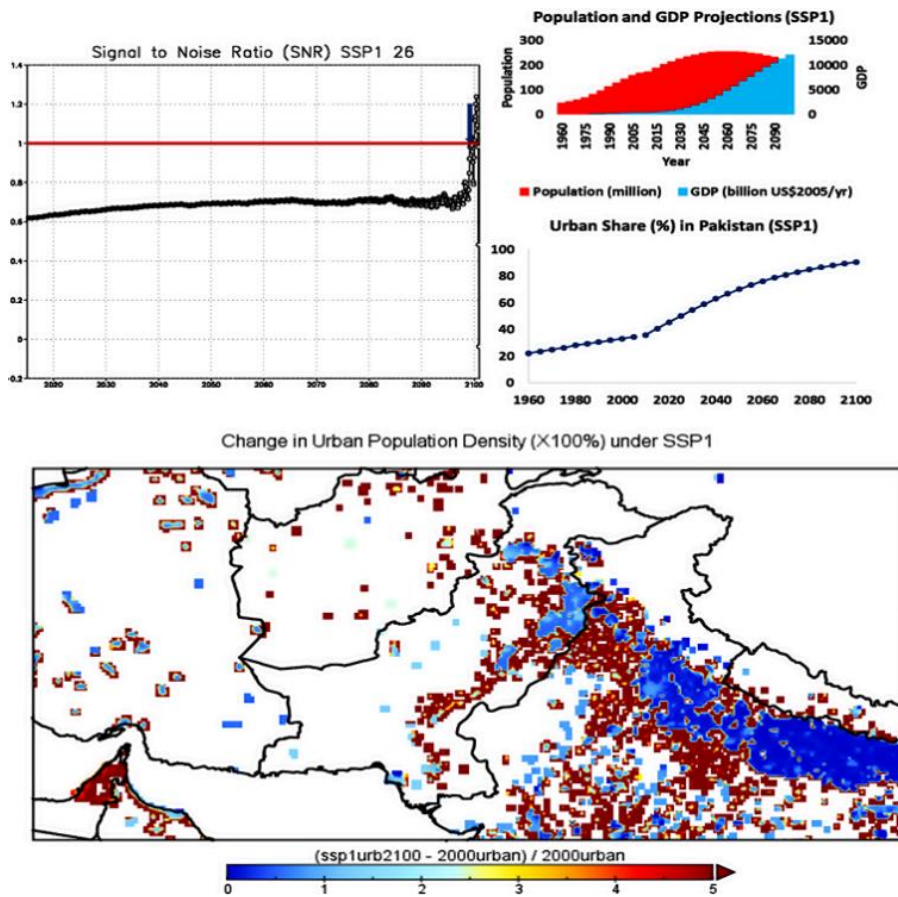 Signal to Noise Ratio (SNR) SSP1 26
1.4
1.2
1
0.8
0.6
0.4
0.2
0
-0.2
2020 2030 2040 2050 2060 2070 2080 2090 2100
Population and GDP Projections (SSP1)
300 15000
200 10000
100 5000
0 0
Population
GDP
1960 1975 1990 2005 2015 2030 2045 2060 2075 2090
Year
Population (million) GDP (billion US$2005/yr)
Urban Share (%) in Pakistan (SSP1)
100
80
60
40
20
0
1960 1980 2000 2020 2040 2060 2080 2100
Change in Urban Population Density (X100%) under SSP1
(ssp1urb2100 - 2000urban) / 2000urban
0 1 2 3 4 5